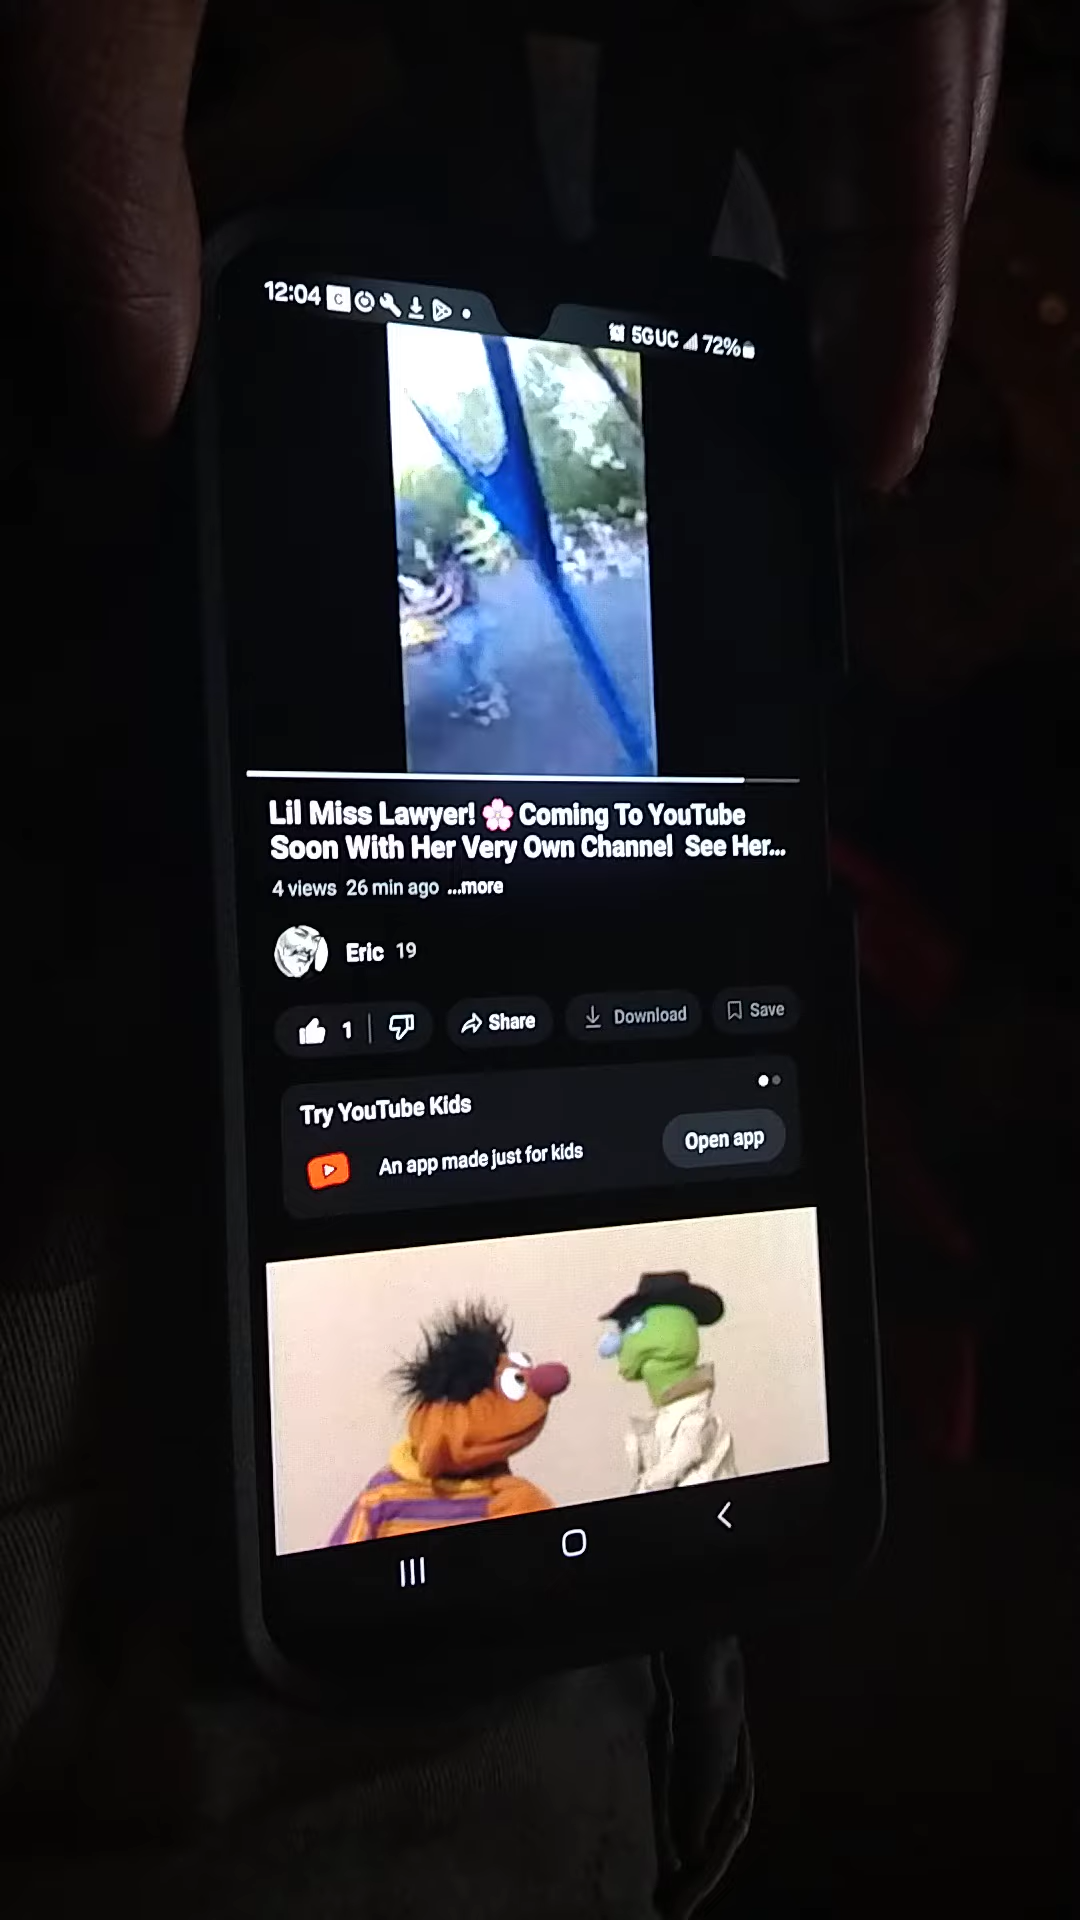 12:04
5G UC 72%
Lil Miss Lawyer! 🌸 Coming To YouTube
Soon With Her Very Own Channel See Her...
4 views 26 min ago ...more
Eric 19
1 Share Download Save
Try YouTube Kids
An app made just for kids
Open app